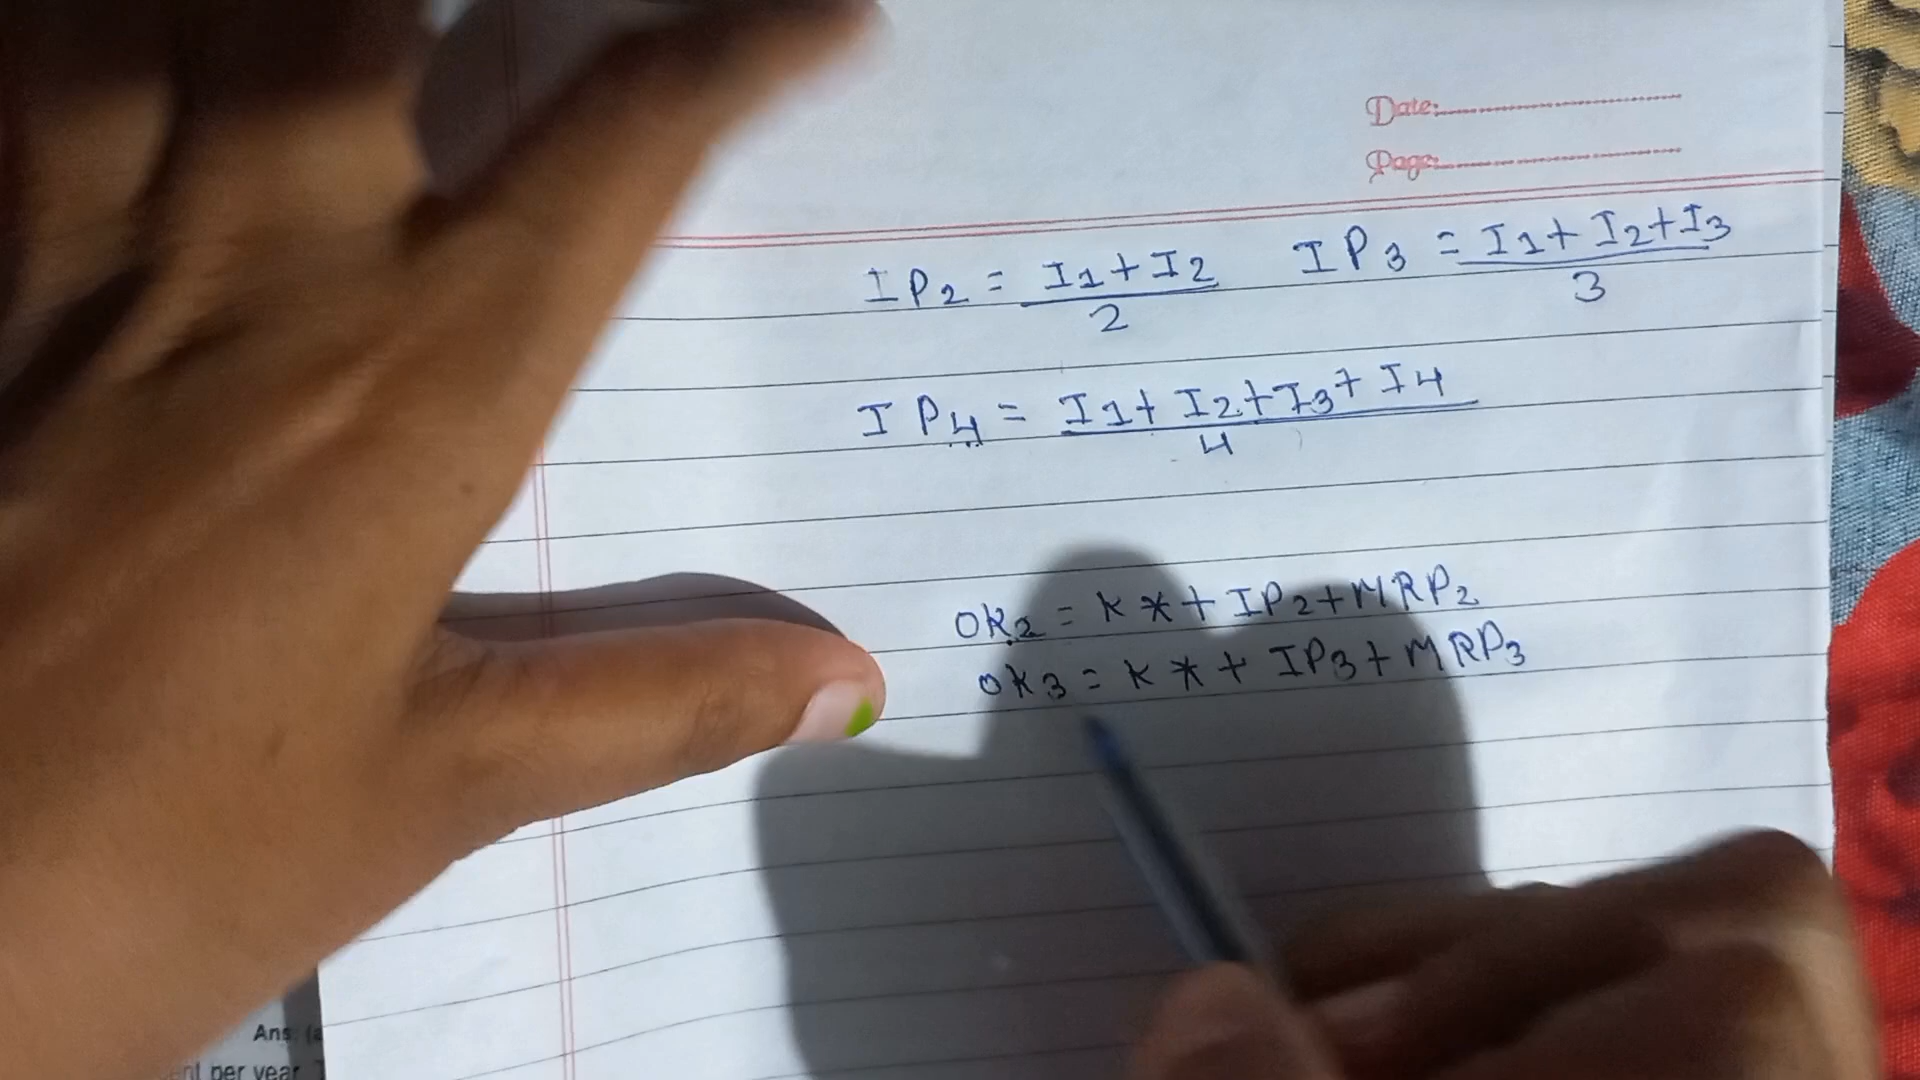 Date:
Page:
IP2 = I1+I2/2 IP3 = I1+I2+I3/3
IP4 = I1+I2+I3+I4/4
OK2 = K*+IP2+MRP2
OK3 = K*+IP3+MRP3
Ans. (a
ent per year